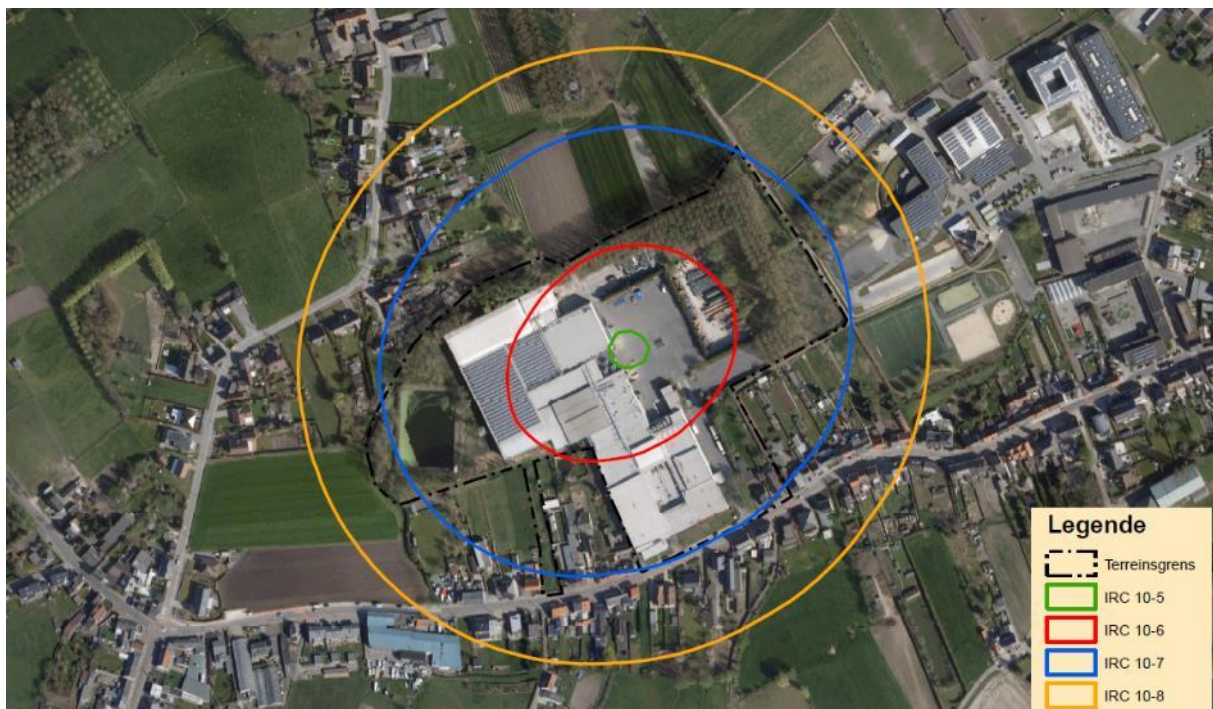 Legende
Terreinsgrens
IRC 10-5
IRC 10-6
IRC 10-7
IRC 10-8